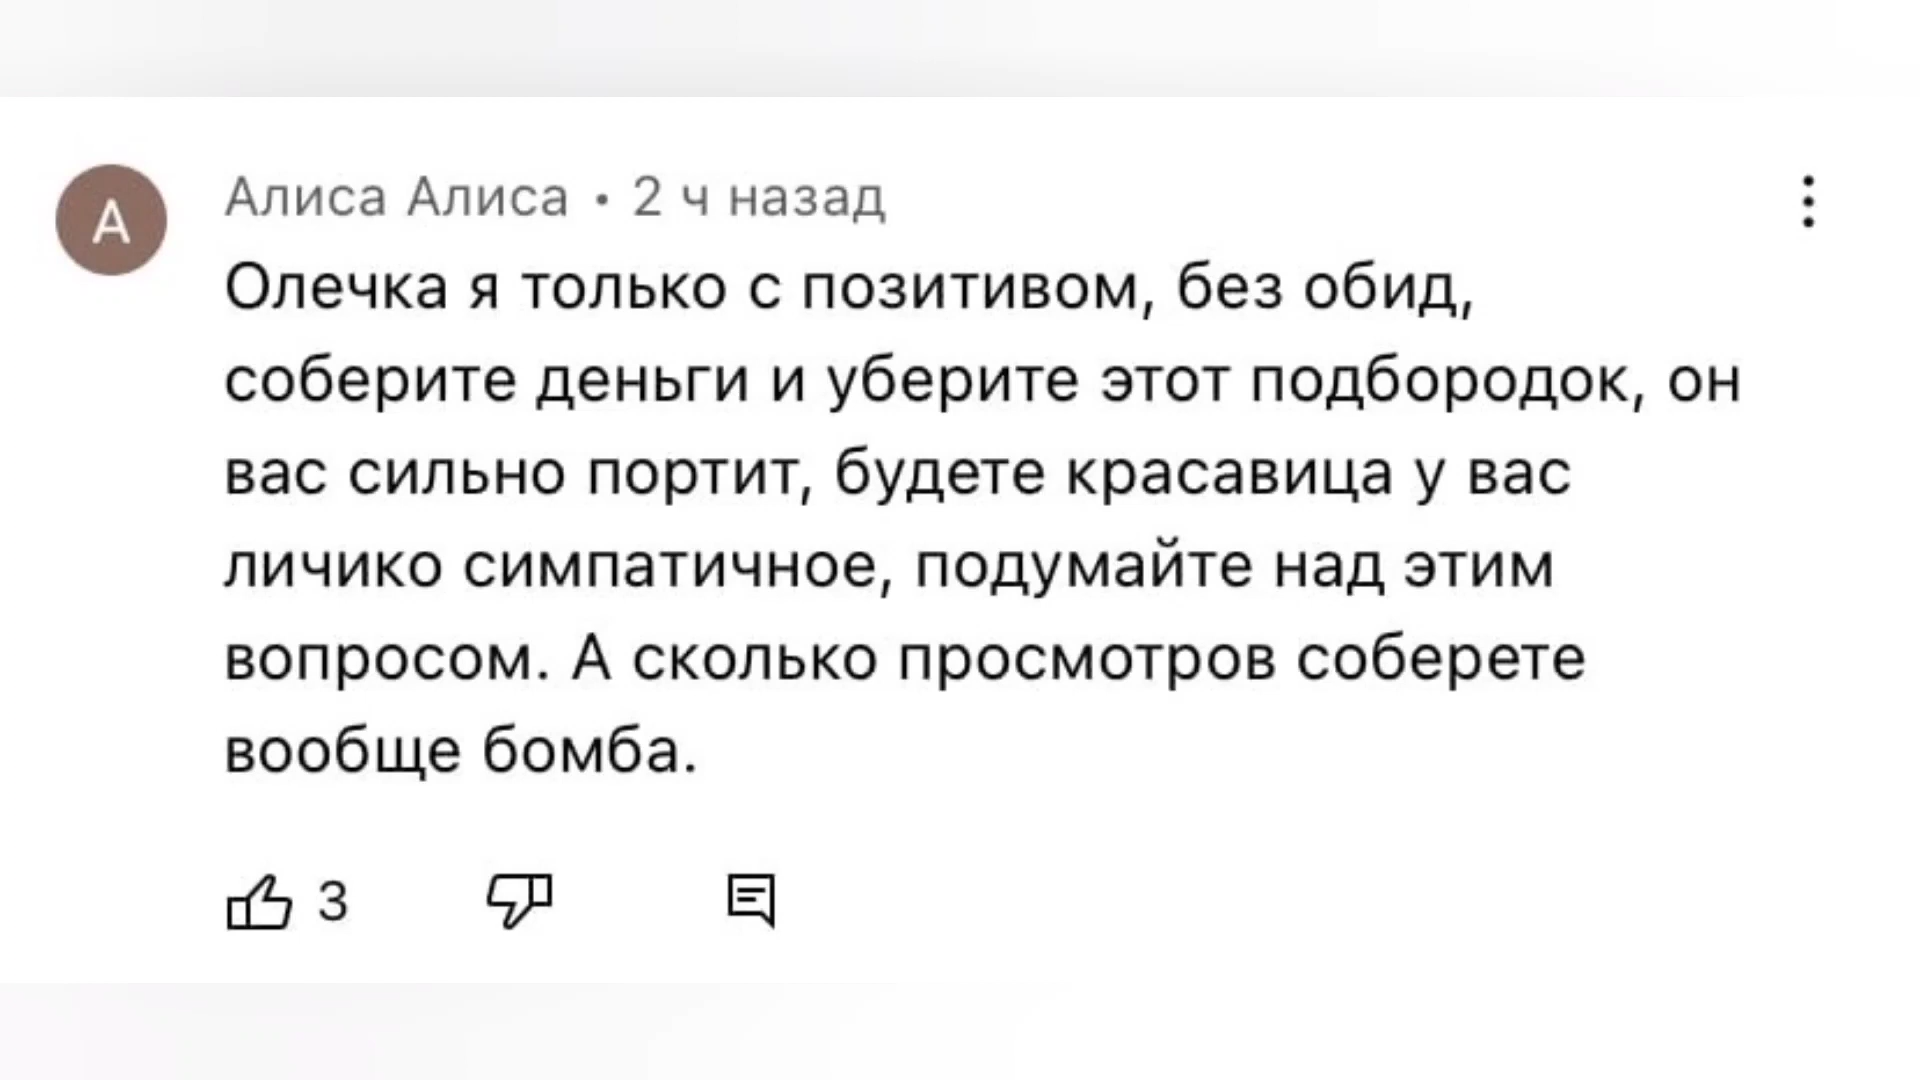 А
Алиса Алиса • 2 ч назад
Олечка я только с позитивом, без обид,
соберите деньги и уберите этот подбородок, он
вас сильно портит, будете красавица у вас
личико симпатичное, подумайте над этим
вопросом. А сколько просмотров соберете
вообще бомба.
3